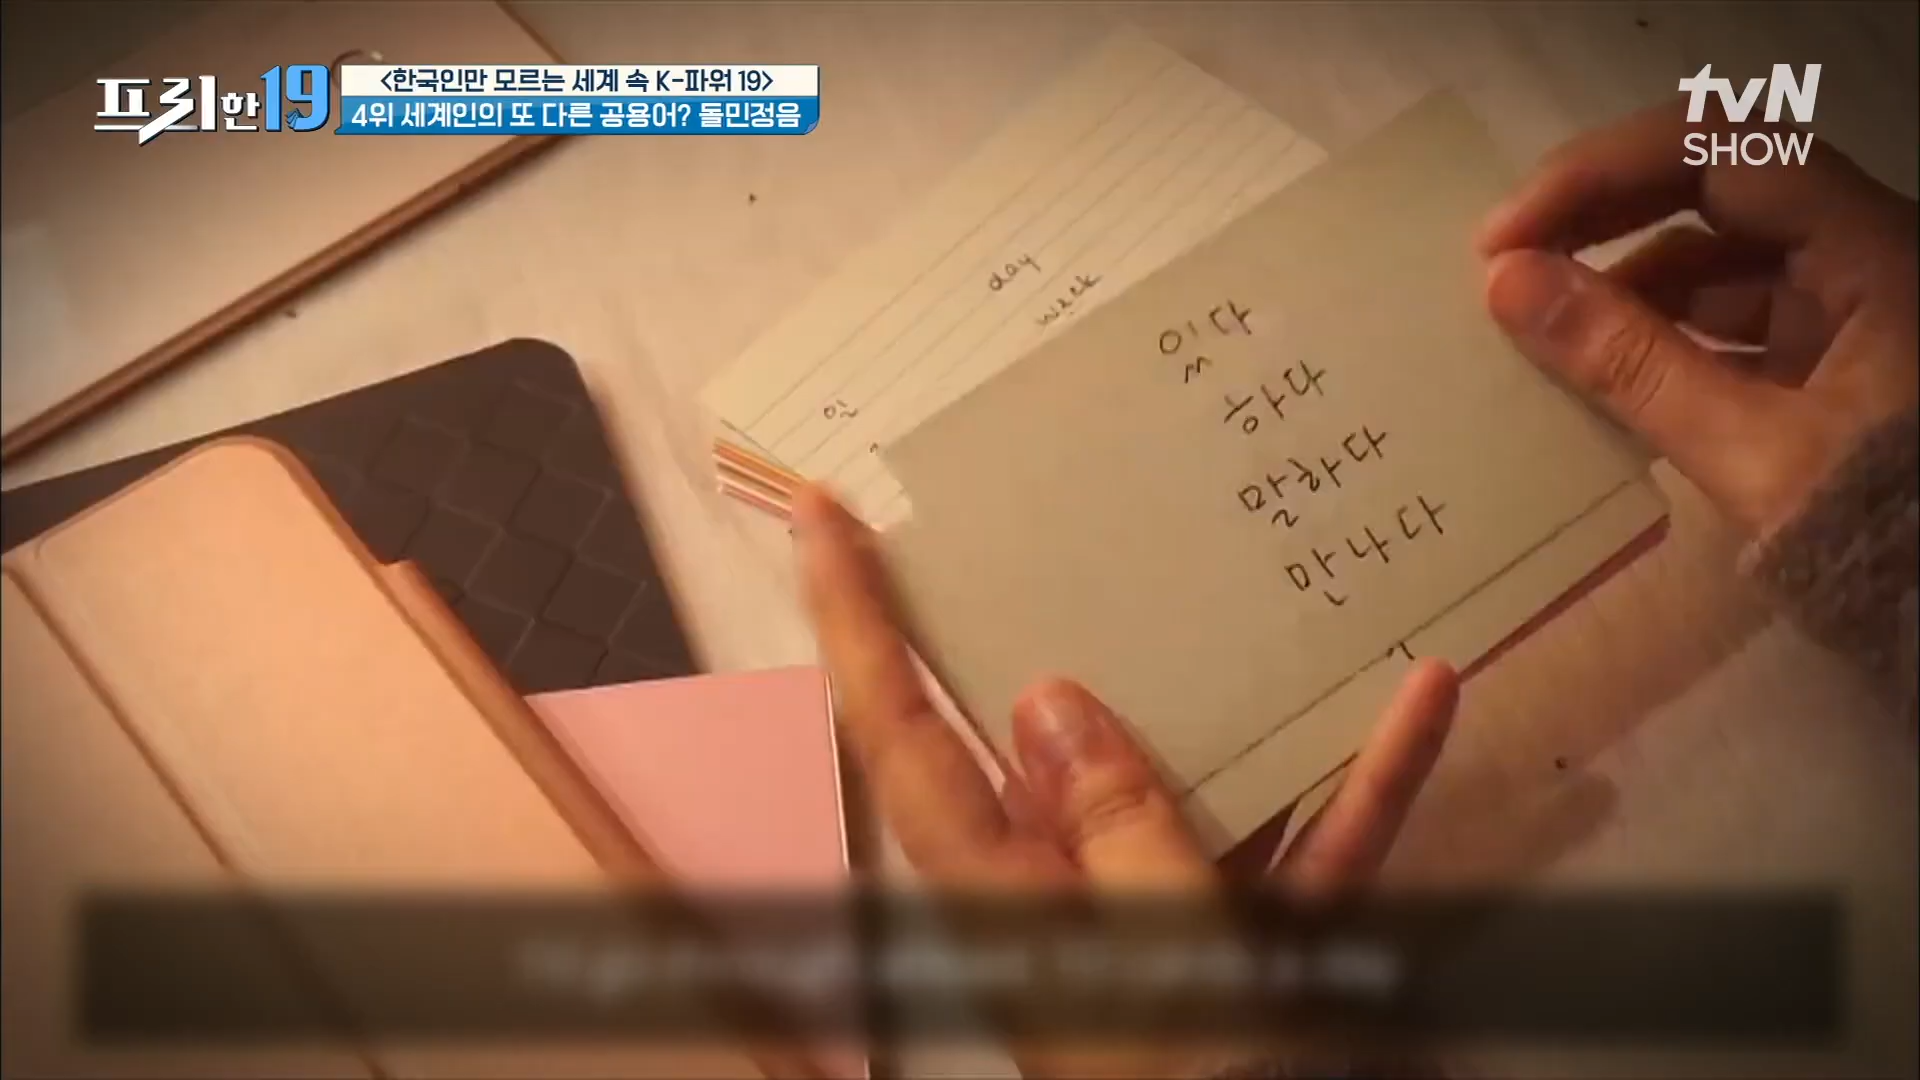 프리한19
<한국인만 모르는 세계 속 K-파워 19>
4위 세계인의 또 다른 공용어? 돌민정음
tvN
SHOW
day
week
일
있다
하다
말하다
만나다